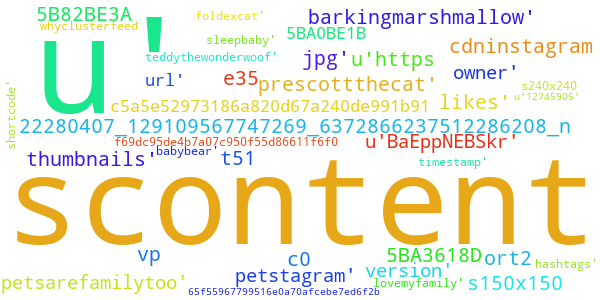 5B82BE3A
foldexcat'
barkingmarshmallow'
whyclusterfeed
u'
sleepbaby'
5BA0BE1B
cdninstagram
teddythewonderwoof'
jpg'
u'https
url'
e35
prescottthecat'
owner'
s240x240
c5a5e52973186a820d67a240de991b91
likes'
u'12745905'
shortcode'
22280407_129109567747269_6372866237512286208_n
f69dc95de4b7a07c950f55d86611f6f0
u'BaEppNEBSkr'
thumbnails'
babybear'
t51
timestamp'
scontent
vp
c0
5BA3618D
ort2
version'
hashtags'
petsarefamilytoo'
petstagram'
lovemyfamily'
s150x150
65f55967799516e0a70afcebe7ed6f2b